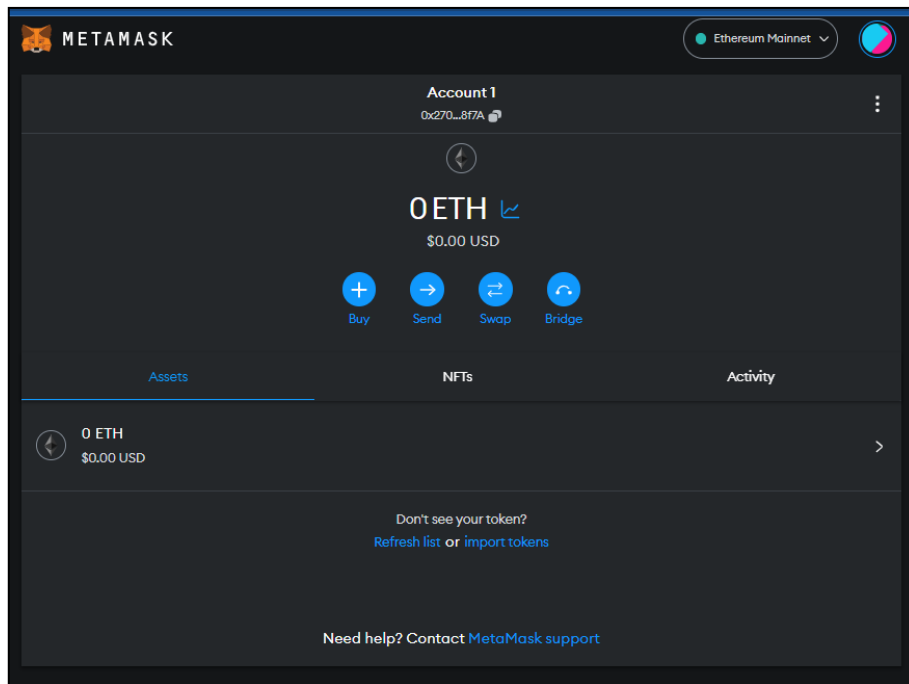 METAMASK
Ethereum Mainnet
Account 1
0x270...8f7A
0 ETH
$0.00 USD
Buy Send Swap Bridge
Assets NFTs Activity
0 ETH
$0.00 USD
Don't see your token?
Refresh list or import tokens
Need help? Contact MetaMask support